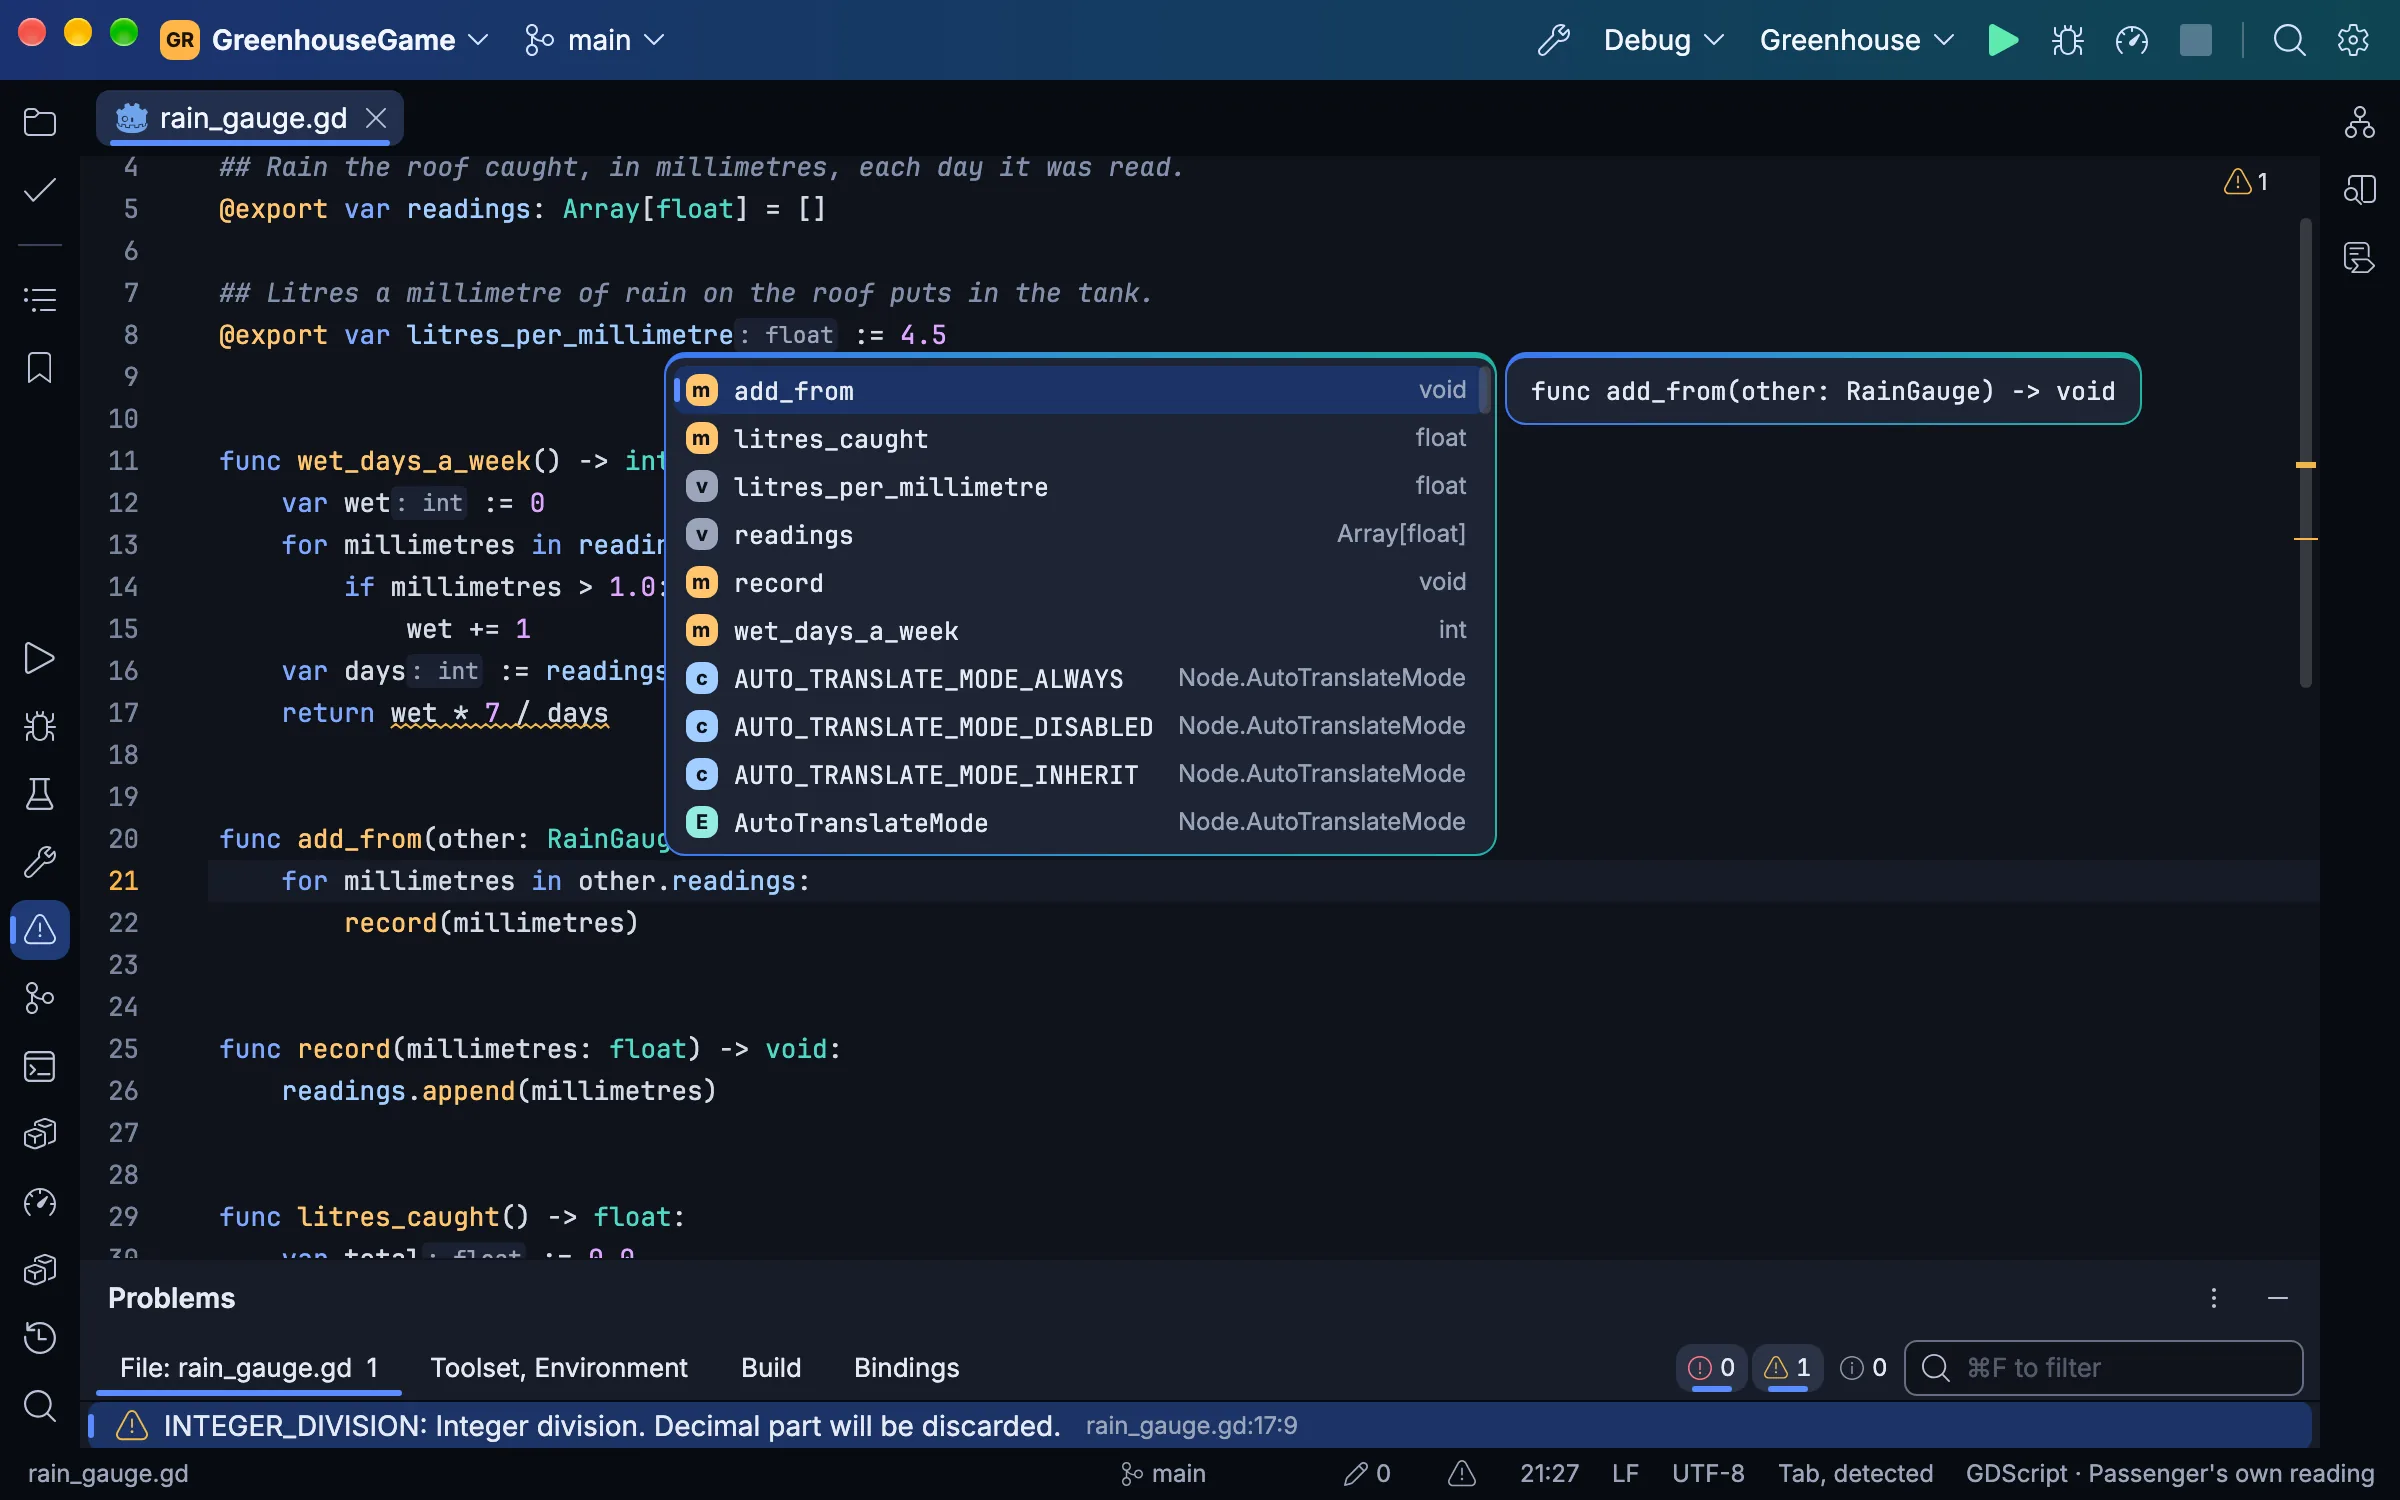 GR GreenhouseGame main Debug Greenhouse
rain_gauge.gd
4 ## Rain the roof caught, in millimetres, each day it was read.
1
5 @export var readings: Array[float] = []
6
7 ## Litres a millimetre of rain on the roof puts in the tank.
8 @export var litres_per_millimetre: float := 4.5
9
10
11 func wet_days_a_week() -> int
12 var wet: int := 0
13 for millimetres in readin
14 if millimetres > 1.0:
15 wet += 1
16 var days: int := readings
17 return wet * 7 / days
18
19
20 func add_from(other: RainGaug
21 for millimetres in other.readings:
22 record(millimetres)
23
24
25 func record(millimetres: float) -> void:
26 readings.append(millimetres)
27
28
29 func litres_caught() -> float:
30 var total: float := 0.0
m add_from void
m litres_caught float
v litres_per_millimetre float
v readings Array[float]
m record void
m wet_days_a_week int
c AUTO_TRANSLATE_MODE_ALWAYS Node.AutoTranslateMode
c AUTO_TRANSLATE_MODE_DISABLED Node.AutoTranslateMode
c AUTO_TRANSLATE_MODE_INHERIT Node.AutoTranslateMode
E AutoTranslateMode Node.AutoTranslateMode
func add_from(other: RainGauge) -> void
Problems
File: rain_gauge.gd 1 Toolset, Environment Build Bindings 0 1 0 ⌘F to filter
INTEGER_DIVISION: Integer division. Decimal part will be discarded. rain_gauge.gd:17:9
rain_gauge.gd main 0 21:27 LF UTF-8 Tab, detected GDScript · Passenger's own reading